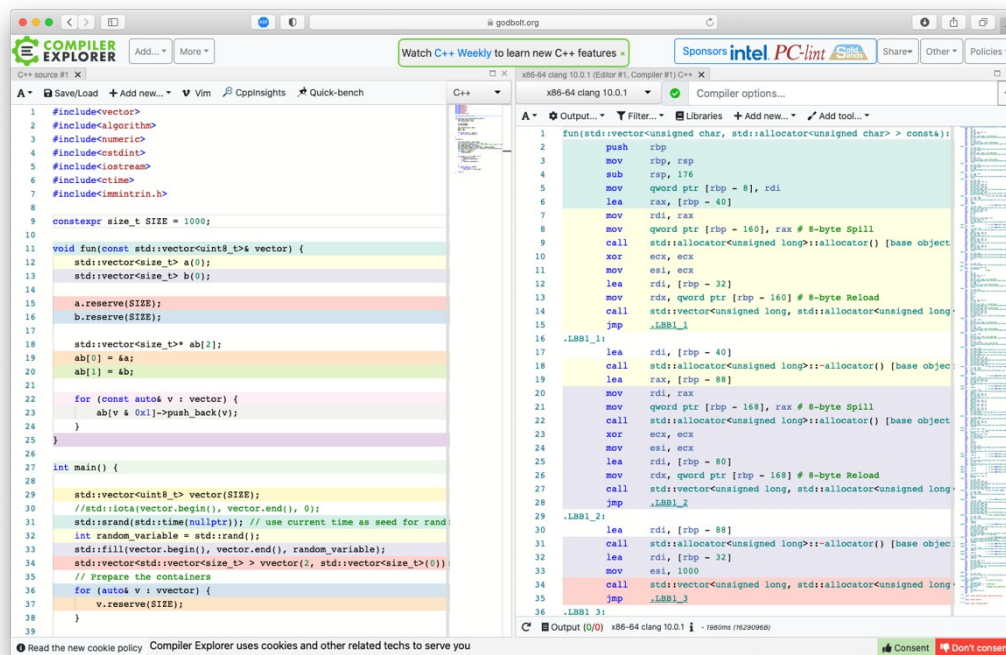 godbolt.org
COMPILER EXPLORER
Add...
More
Watch C++ Weekly to learn new C++ features ×
Sponsors intel. PC-lint Solid Sands
Share
Other
Policies
C++ source #1 X
A
Save/Load
+ Add new...
Vim
CppInsights
Quick-bench
C++
1 #include<vector>
2 #include<algorithm>
3 #include<numeric>
4 #include<cstdint>
5 #include<iostream>
6 #include<ctime>
7 #include<immintrin.h>
8
9 constexpr size_t SIZE = 1000;
10
11 void fun(const std::vector<uint8_t>& vector) {
12 std::vector<size_t> a(0);
13 std::vector<size_t> b(0);
14
15 a.reserve(SIZE);
16 b.reserve(SIZE);
17
18 std::vector<size_t>* ab[2];
19 ab[0] = &a;
20 ab[1] = &b;
21
22 for (const auto& v : vector) {
23 ab[v & 0x1]->push_back(v);
24 }
25 }
26
27 int main() {
28
29 std::vector<uint8_t> vector(SIZE);
30 //std::iota(vector.begin(), vector.end(), 0);
31 std::srand(std::time(nullptr)); // use current time as seed for rand
32 int random_variable = std::rand();
33 std::fill(vector.begin(), vector.end(), random_variable);
34 std::vector<std::vector<size_t> > vvector(2, std::vector<size_t>(0));
35 // Prepare the containers
36 for (auto& v : vvector) {
37 v.reserve(SIZE);
38 }
39
x86-64 clang 10.0.1 (Editor #1, Compiler #1) C++ X
x86-64 clang 10.0.1
Compiler options...
A
Output...
Filter...
Libraries
+ Add new...
Add tool...
1 fun(std::vector<unsigned char, std::allocator<unsigned char> > const&):
2 push rbp
3 mov rbp, rsp
4 sub rsp, 176
5 mov qword ptr [rbp - 8], rdi
6 lea rax, [rbp - 40]
7 mov rdi, rax
8 mov qword ptr [rbp - 160], rax # 8-byte Spill
9 call std::allocator<unsigned long>::allocator() [base object
10 xor ecx, ecx
11 mov esi, ecx
12 lea rdi, [rbp - 32]
13 mov rdx, qword ptr [rbp - 160] # 8-byte Reload
14 call std::vector<unsigned long, std::allocator<unsigned long
15 jmp .LBB1_1
16 .LBB1_1:
17 lea rdi, [rbp - 40]
18 call std::allocator<unsigned long>::~allocator() [base objec
19 lea rax, [rbp - 88]
20 mov rdi, rax
21 mov qword ptr [rbp - 168], rax # 8-byte Spill
22 call std::allocator<unsigned long>::allocator() [base object
23 xor ecx, ecx
24 mov esi, ecx
25 lea rdi, [rbp - 80]
26 mov rdx, qword ptr [rbp - 168] # 8-byte Reload
27 call std::vector<unsigned long, std::allocator<unsigned long
28 jmp .LBB1_2
29 .LBB1_2:
30 lea rdi, [rbp - 88]
31 call std::allocator<unsigned long>::~allocator() [base objec
32 lea rdi, [rbp - 32]
33 mov esi, 1000
34 call std::vector<unsigned long, std::allocator<unsigned long
35 jmp .LBB1_3
36 .LBB1_3:
Output (0/0) x86-64 clang 10.0.1 i - 1980ms (1629096B)
Read the new cookie policy Compiler Explorer uses cookies and other related techs to serve you
Consent
Don't consent